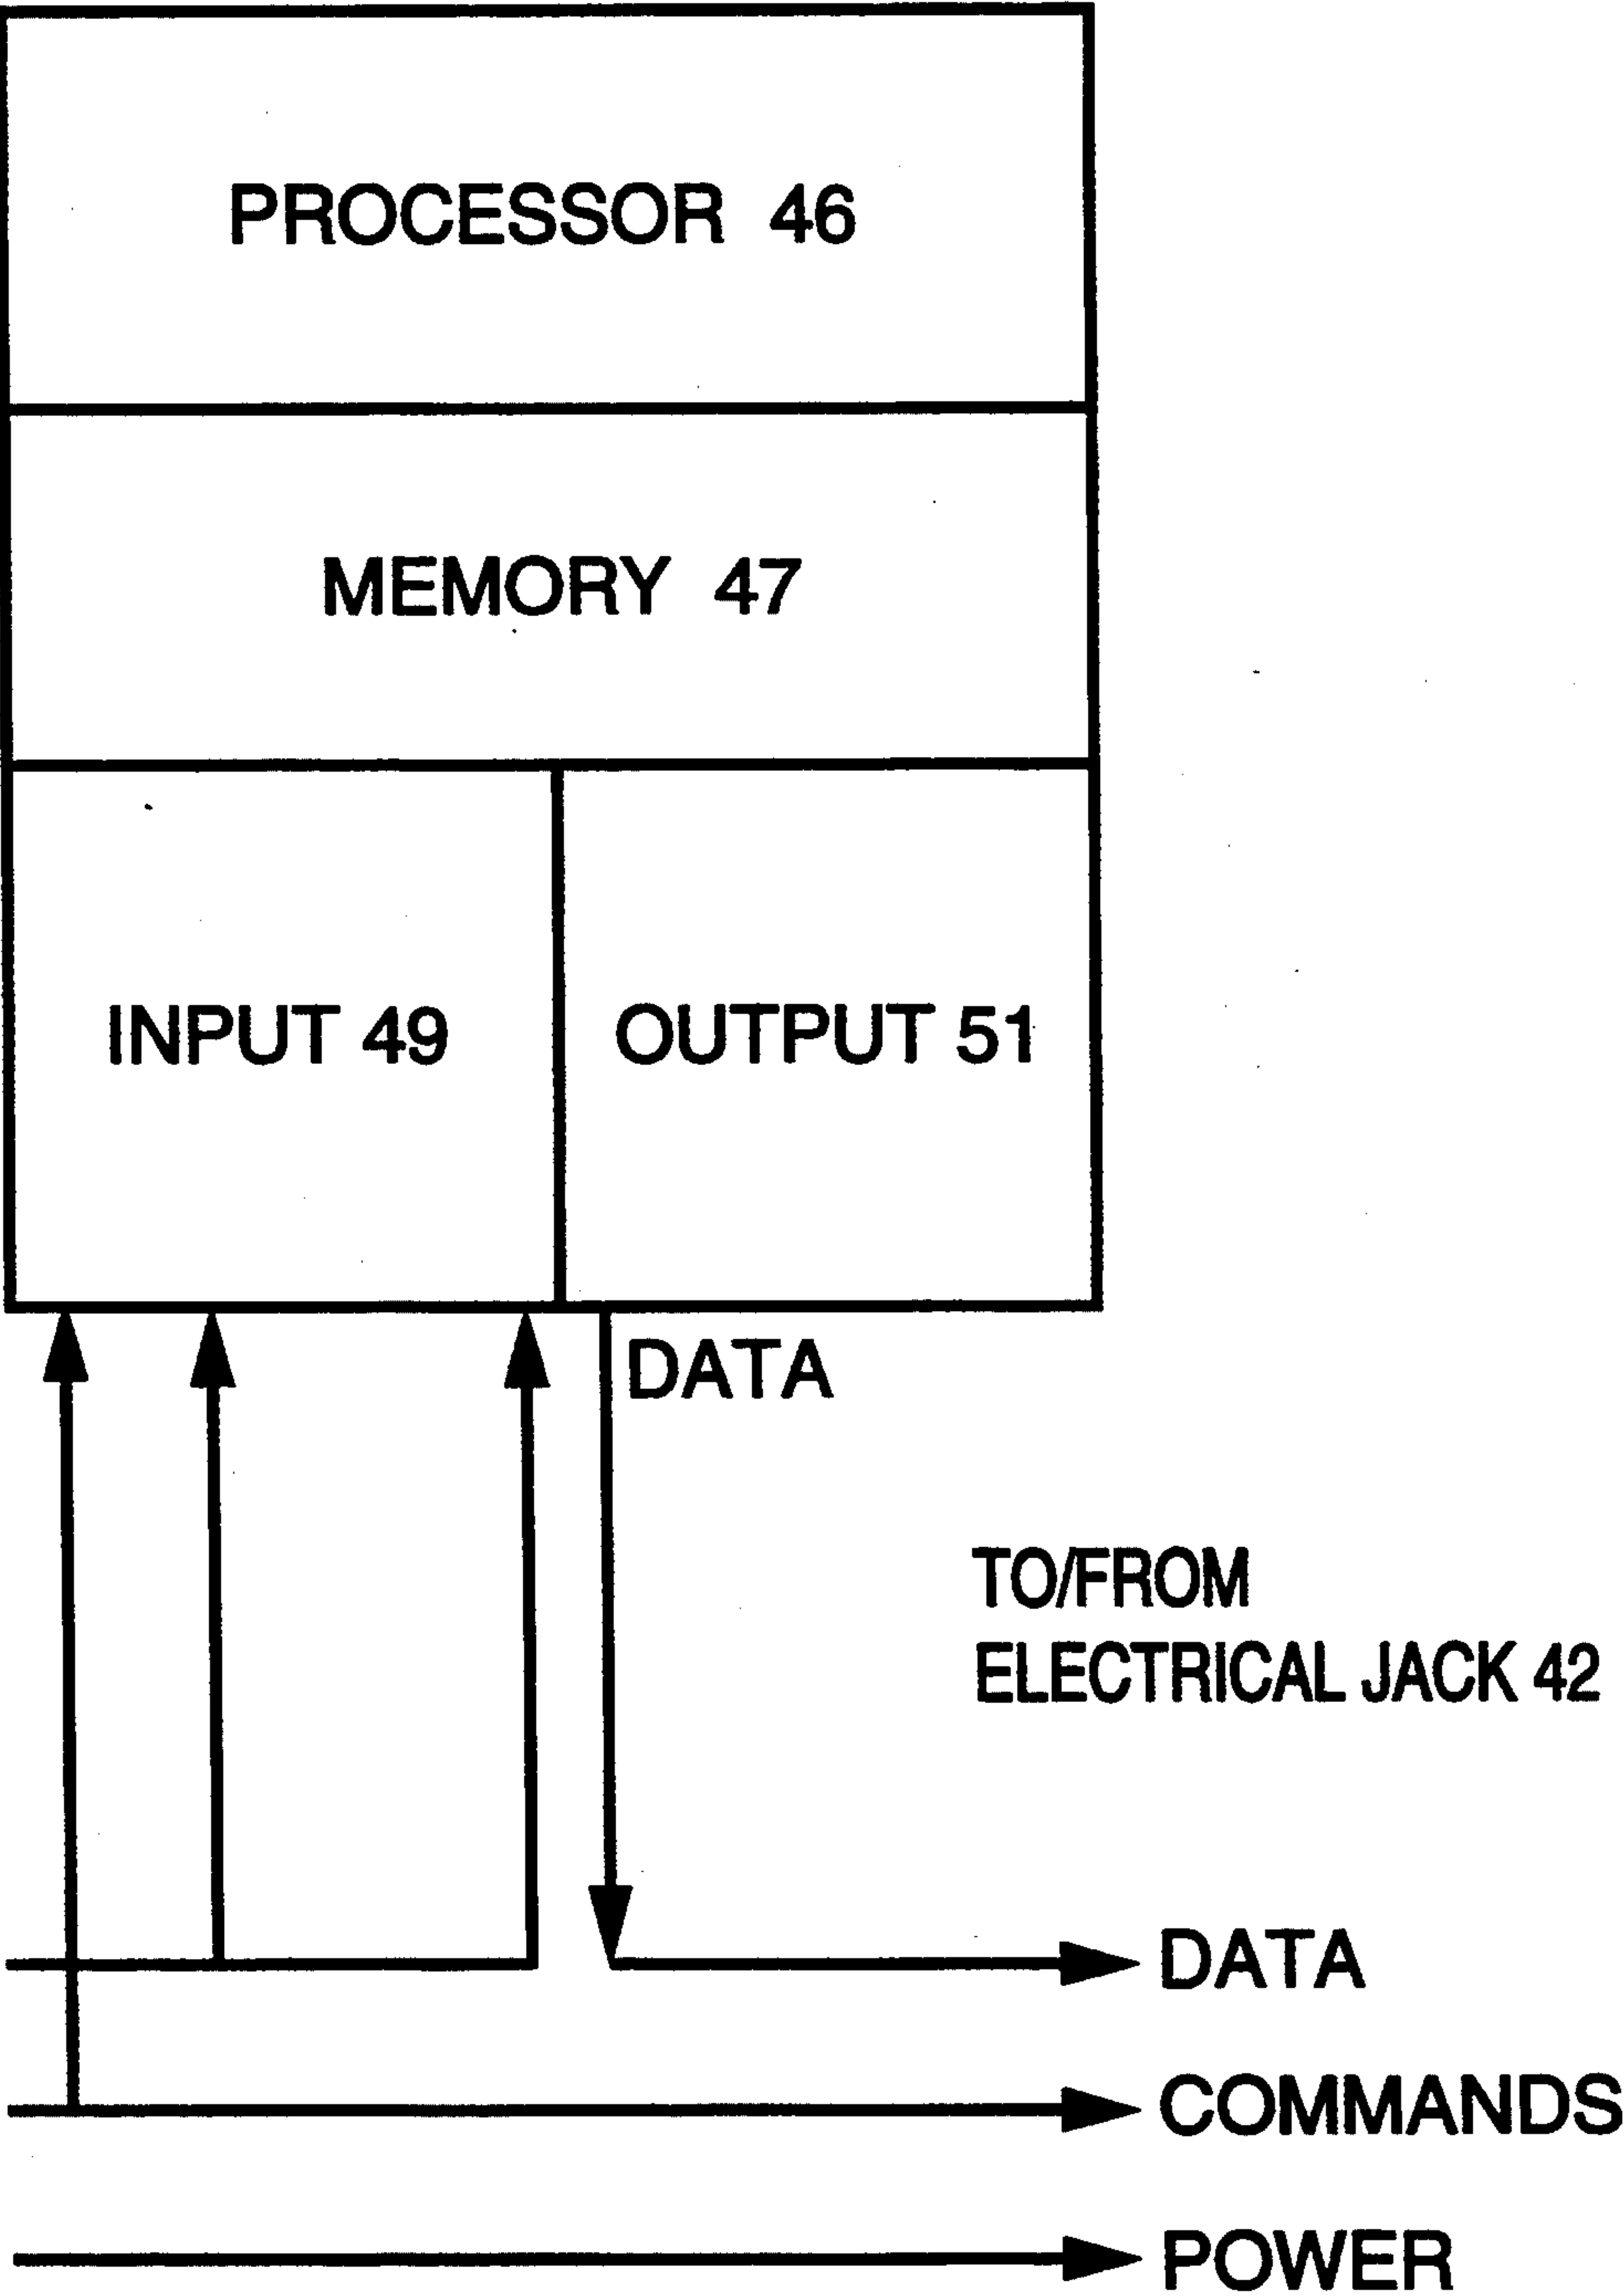 PROCESSOR 46
MEMORY 47
INPUT 49
OUTPUT 51
DATA
TO/FROM
ELECTRICAL JACK 42
DATA
COMMANDS
POWER